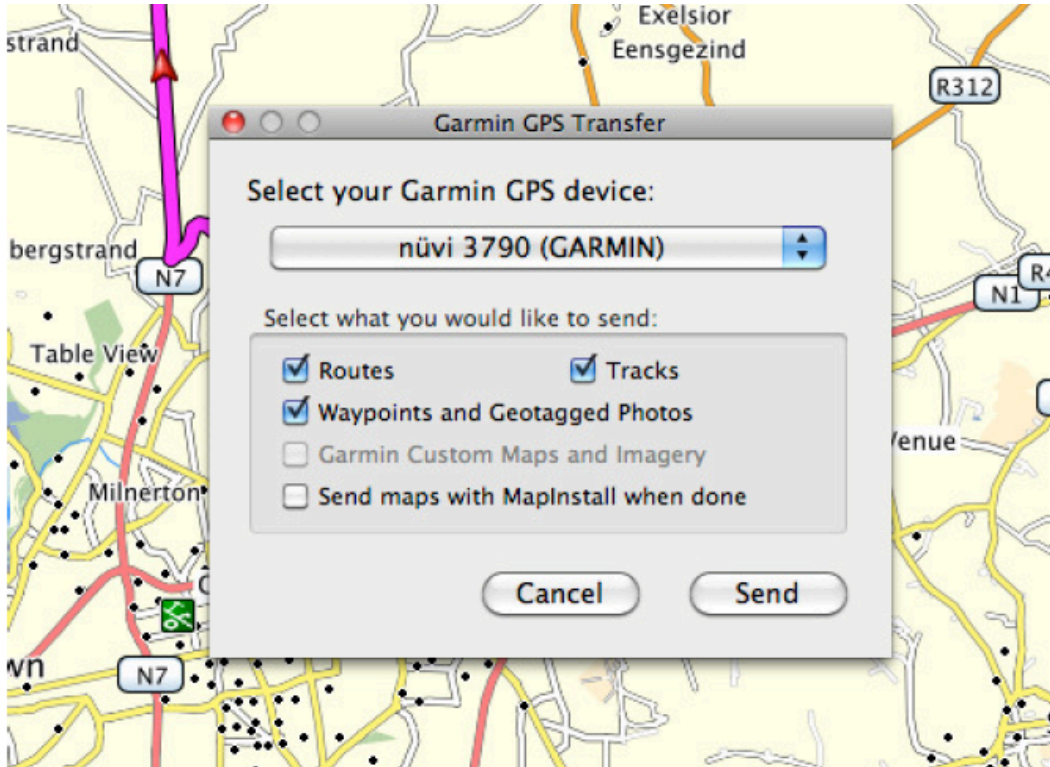 Exelsior
strand
Eensgezind
R312
Garmin GPS Transfer
Select your Garmin GPS device:
nüvi 3790 (GARMIN)
bergstrand
N7
R4
N1
Select what you would like to send:
Table View
Routes
Tracks
Waypoints and Geotagged Photos
Garmin Custom Maps and Imagery
Venue
Milnerton
Send maps with MapInstall when done
Cancel
Send
wn
N7